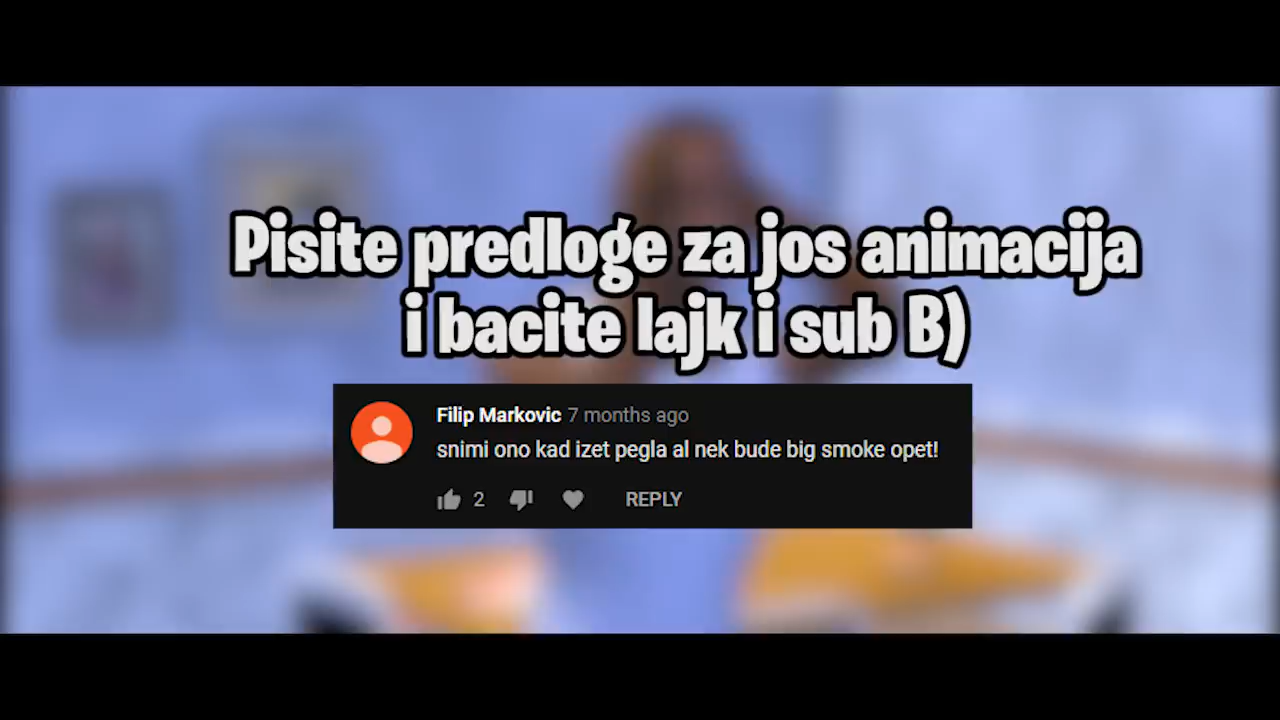 Pisite predloge za jos animacija
i bacite lajk i sub B)
Filip Markovic 7 months ago
snimi ono kad izet pegla al nek bude big smoke opet!
2 REPLY